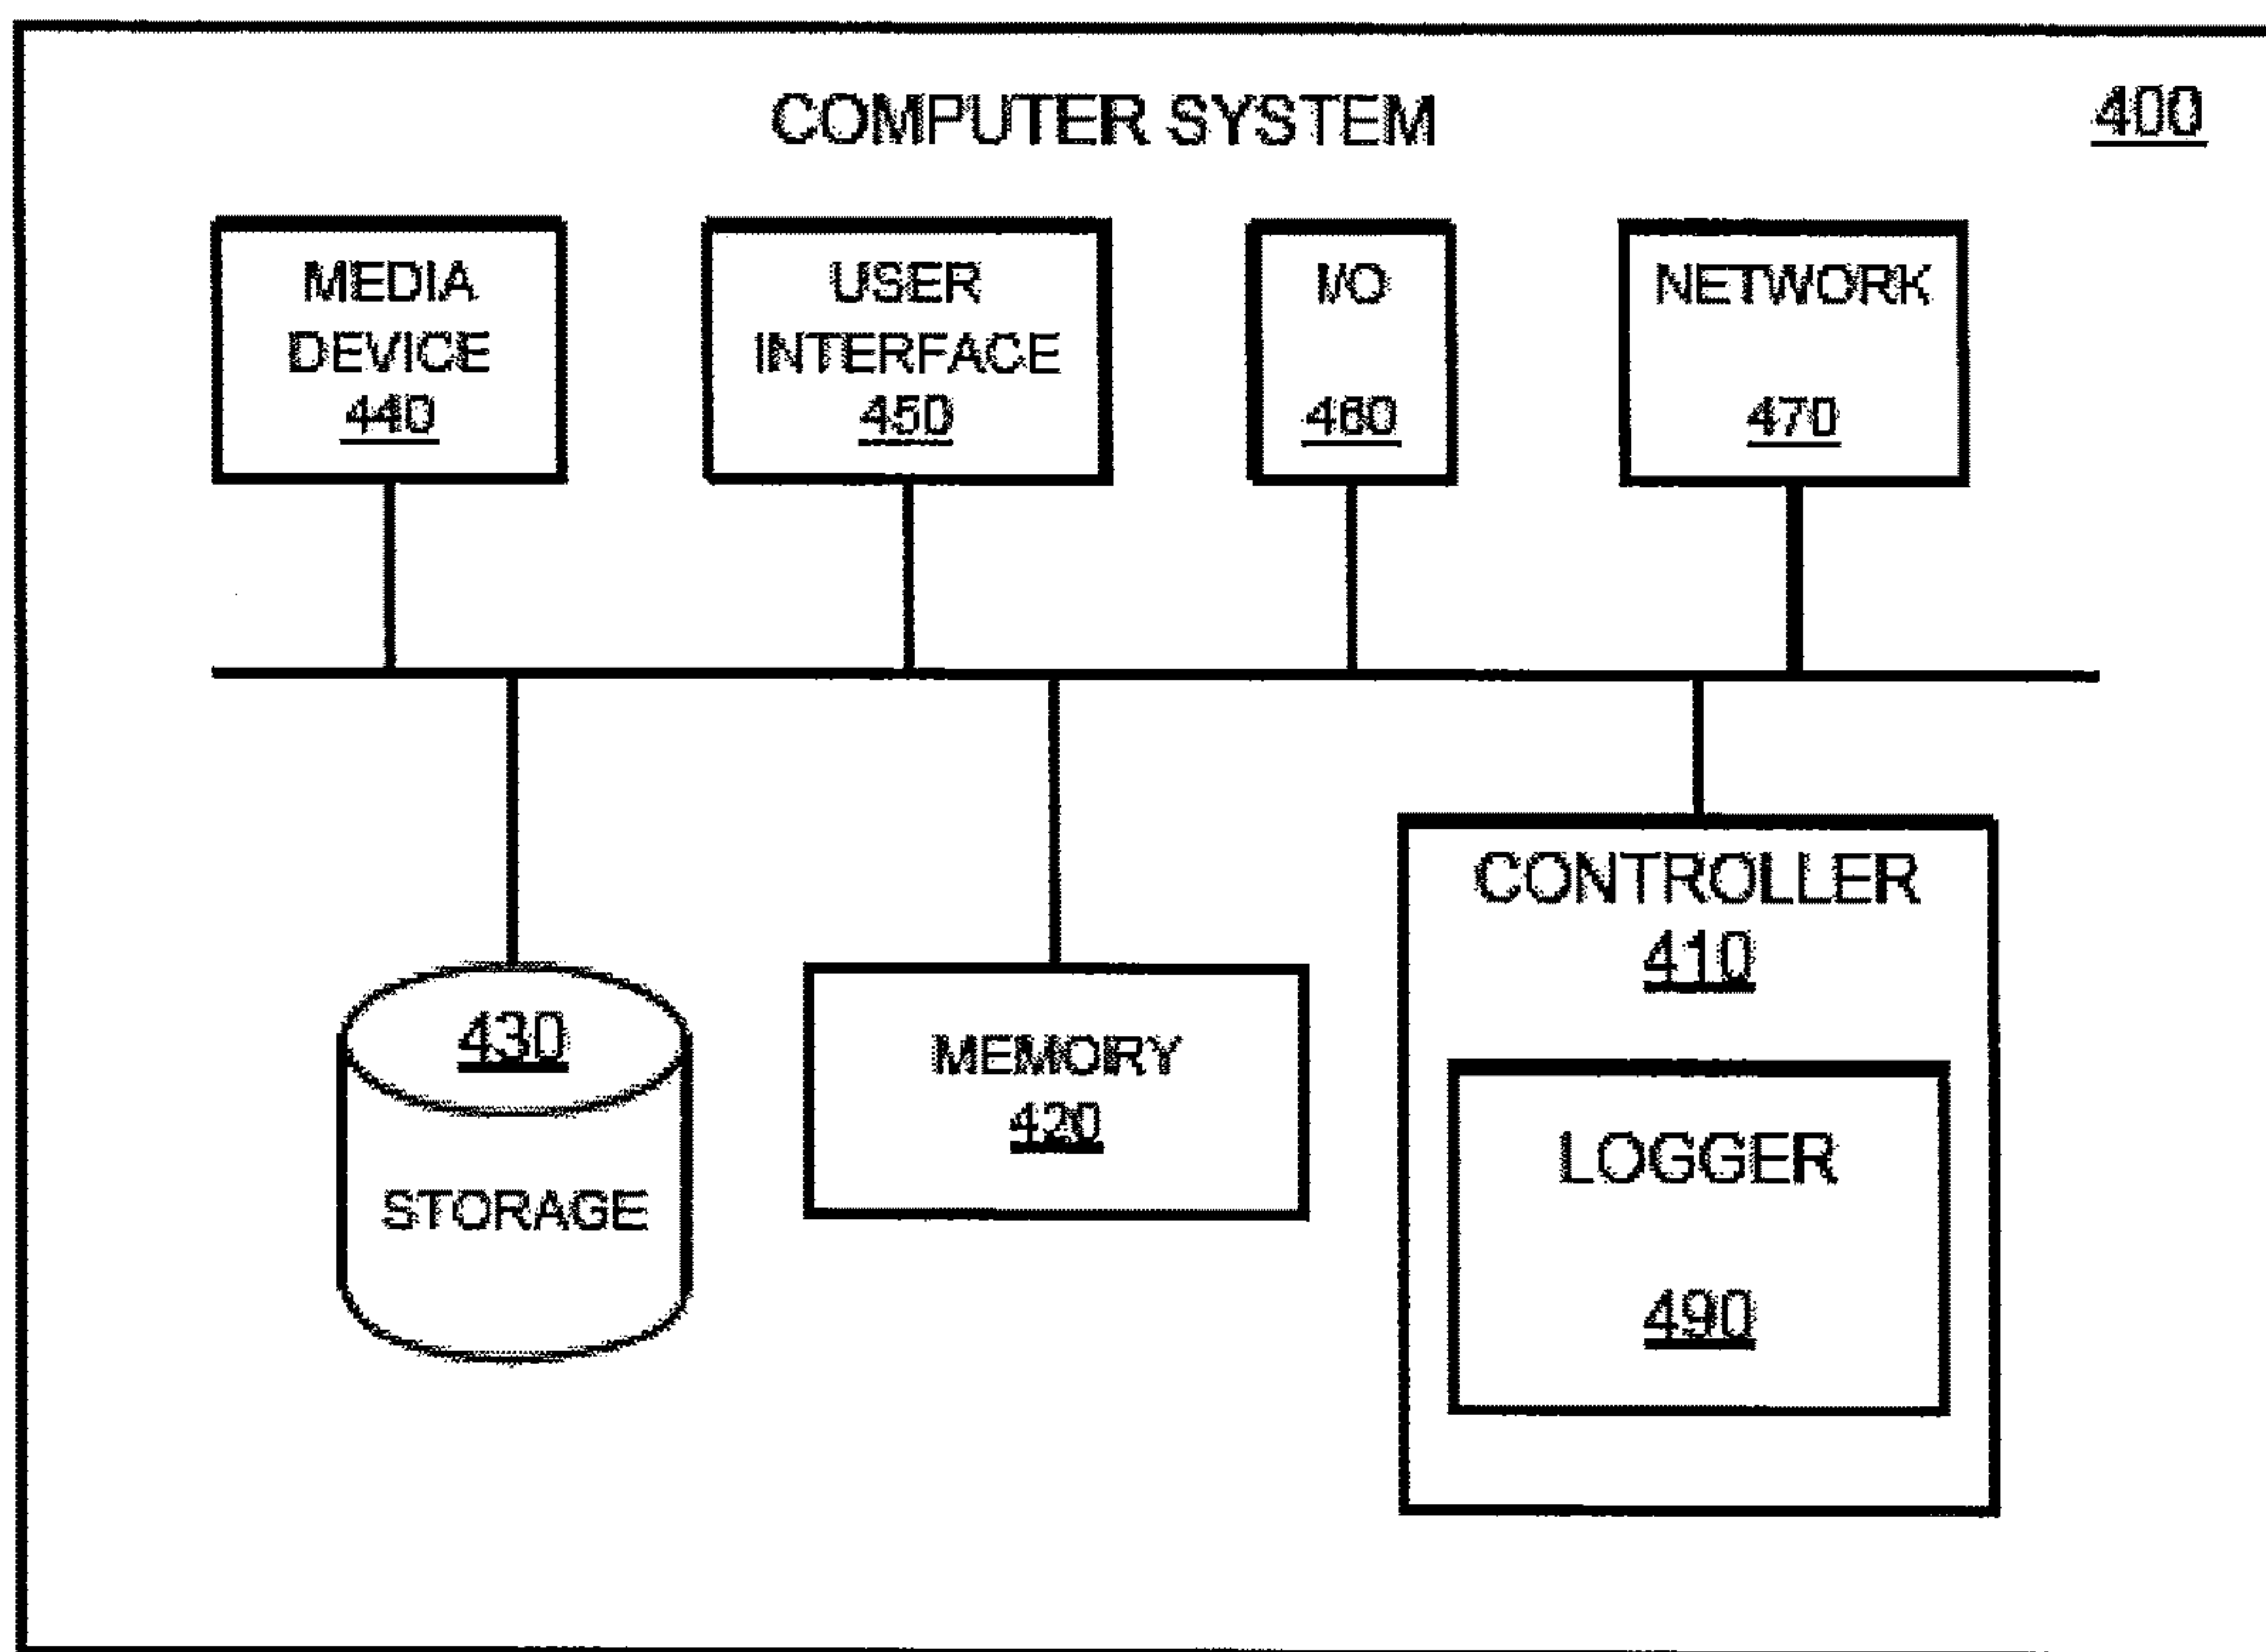 COMPUTER SYSTEM
400
MEDIA
DEVICE
440
USER
INTERFACE
450
I/O
460
NETWORK
470
430
STORAGE
MEMORY
420
CONTROLLER
410
LOGGER
490